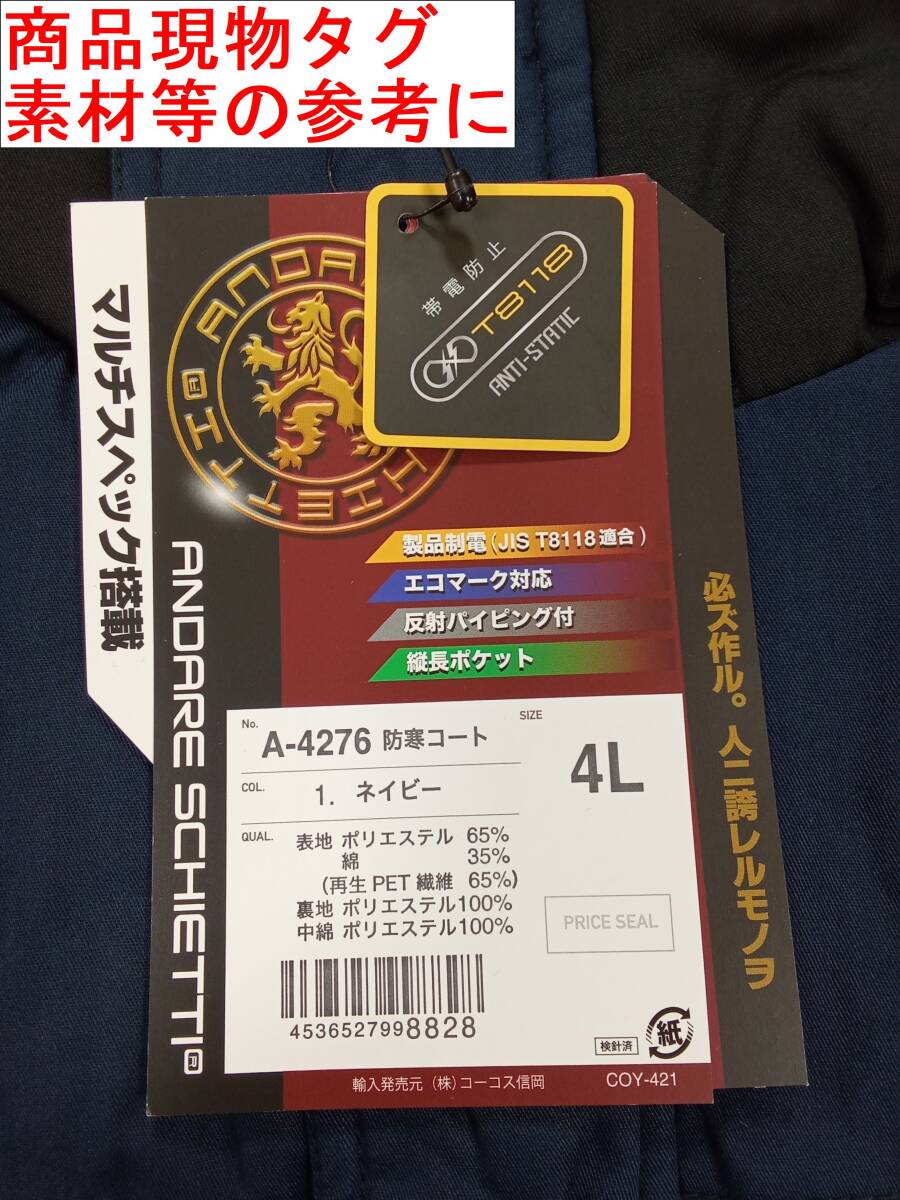 商品現物タグ
素材等の参考に
帯電防止
T8118
ANTI-STATIC
マルチスペック搭載
ANDARE SCHIETTI®
製品制電(JIS T8118適合)
エコマーク対応
反射パイピング付
縦長ポケット
必ズ作ル。人ニ誇レルモノヲ
No.
A-4276 防寒コート
SIZE
4L
COL.
1. ネイビー
QUAL.
表地 ポリエステル 65%
綿 35%
(再生 PET 繊維 65%)
裏地 ポリエステル100%
中綿 ポリエステル100%
PRICE SEAL
4536527998828
検針済
紙
輸入発売元 (株) コーコス信岡
COY-421